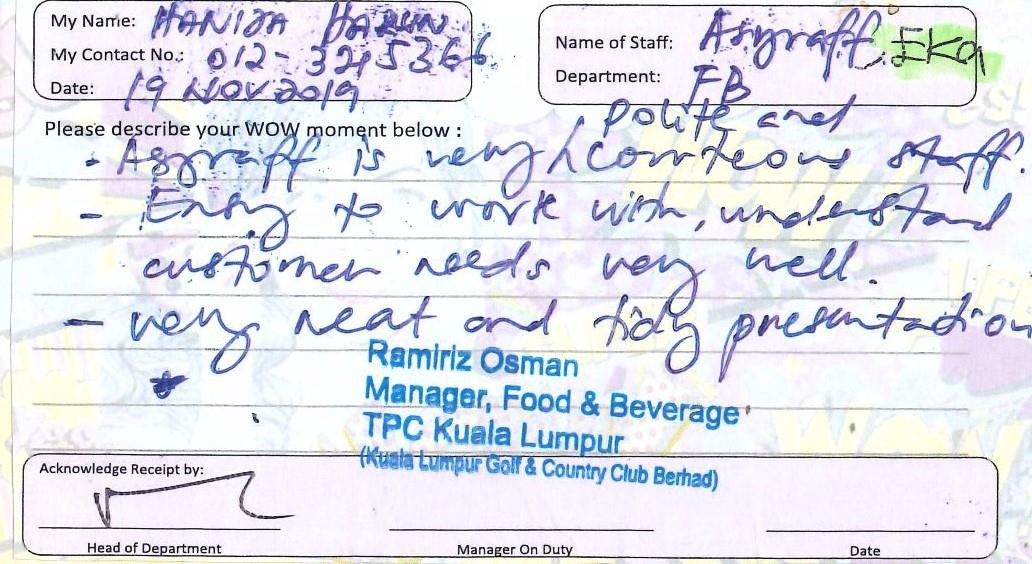 My Name: HANIZA HARUN
My Contact No.: 012-3295366
Date: 19 NOV 2019
Name of Staff: Asyraff. EKA
Department: FB
Please describe your WOW moment below :
polite and
- Asyraff is very courteous staff.
- Easy to work with, understand
customer needs very well.
- very neat and tidy presentation
Ramiriz Osman
Manager, Food & Beverage
TPC Kuala Lumpur
(Kuala Lumpur Golf & Country Club Berhad)
Acknowledge Receipt by:
Head of Department
Manager On Duty
Date